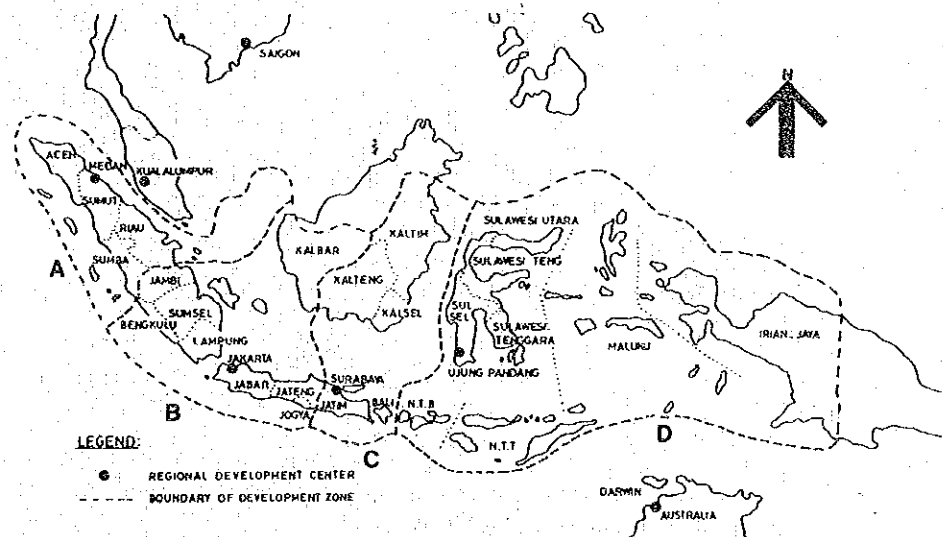 SAIGON
N
ACEH
MEDAN
KUALALUMPUR
SUMUT
RIAU
SULAWESI UTARA
KALTIM
KALBAR
SULAWESI TENG
A
SUMBA
KALTENG
JAMBI
SUMSEL
KALSEL
SUL
SEL
SULAWESI
TENGGARA
BENGKULU
LAMPUNG
IRIAN JAYA
MALUKU
JAKARTA
UJUNG PANDANG
SURABAYA
JABAR
JATENG
JATIM
BALI
N.T.B
B
JOGYA
D
LEGEND:
C
N.T.T
REGIONAL DEVELOPMENT CENTER
BOUNDARY OF DEVELOPMENT ZONE
DARWIN
AUSTRALIA